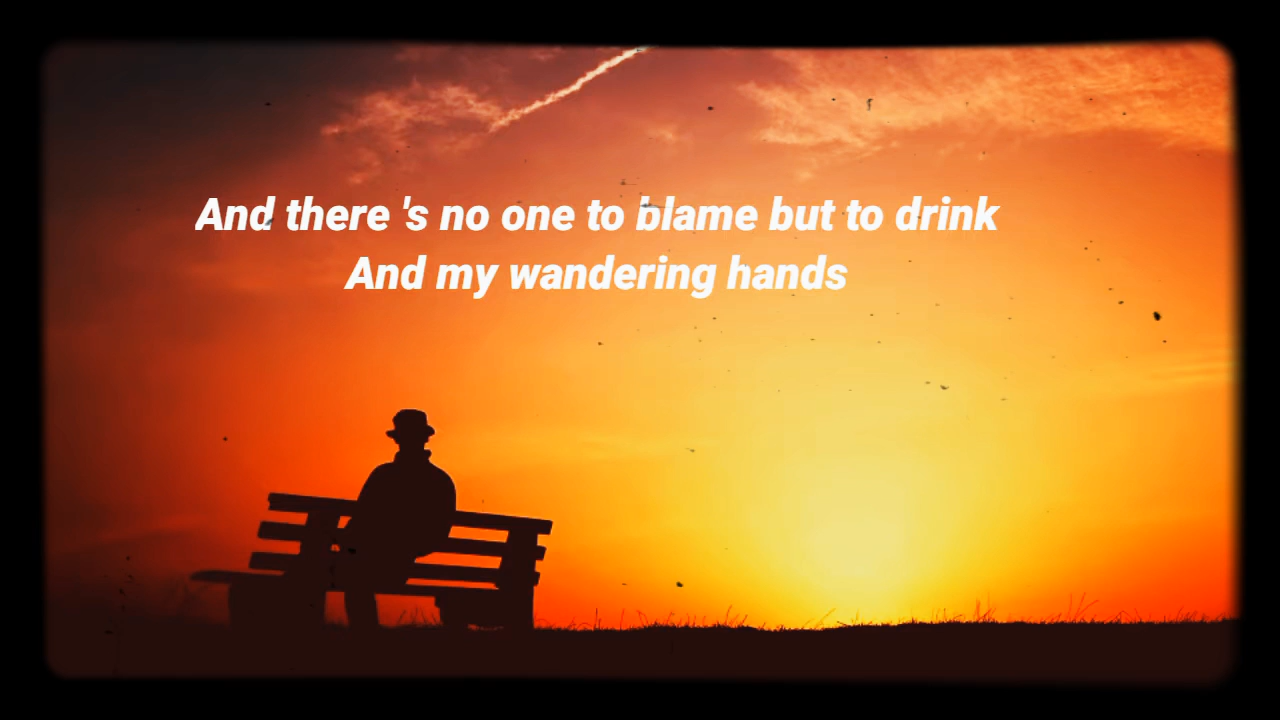 And there 's no one to blame but to drink
And my wandering hands